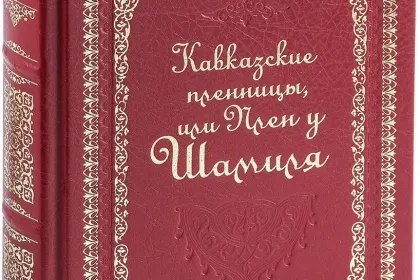 Кавказские
пленницы,
или Плен у
Шамиля